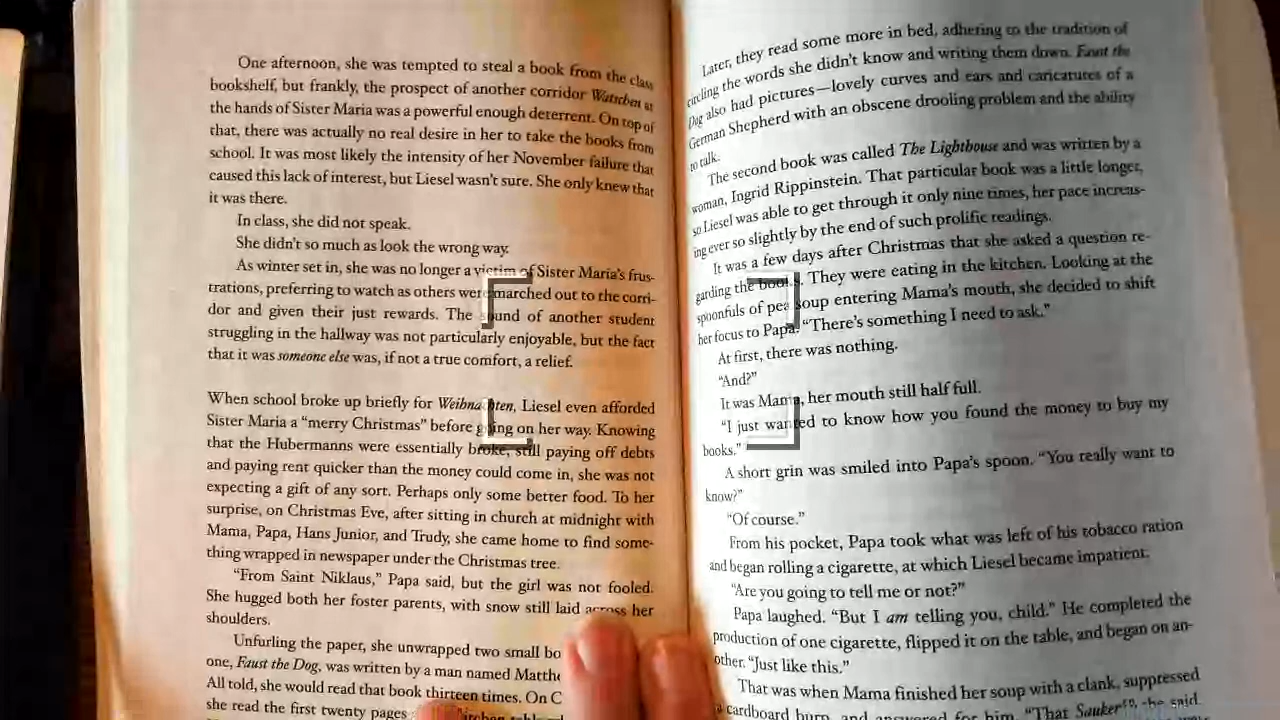 One afternoon, she was tempted to steal a book from the class
bookshelf, but frankly, the prospect of another corridor Watschen at
the hands of Sister Maria was a powerful enough deterrent. On top of
that, there was actually no real desire in her to take the books from
school. It was most likely the intensity of her November failure that
caused this lack of interest, but Liesel wasn't sure. She only knew that
it was there.
In class, she did not speak.
She didn't so much as look the wrong way.
As winter set in, she was no longer a victim of Sister Maria's frus-
trations, preferring to watch as others were marched out to the corri-
dor and given their just rewards. The sound of another student
struggling in the hallway was not particularly enjoyable, but the fact
that it was someone else was, if not a true comfort, a relief.
When school broke up briefly for Weihnachten, Liesel even afforded
Sister Maria a "merry Christmas" before going on her way. Knowing
that the Hubermanns were essentially broke, still paying off debts
and paying rent quicker than the money could come in, she was not
expecting a gift of any sort. Perhaps only some better food. To her
surprise, on Christmas Eve, after sitting in church at midnight with
Mama, Papa, Hans Junior, and Trudy, she came home to find some-
thing wrapped in newspaper under the Christmas tree.
"From Saint Niklaus," Papa said, but the girl was not fooled.
She hugged both her foster parents, with snow still laid across her
shoulders.
Unfurling the paper, she unwrapped two small bo
one, Faust the Dog, was written by a man named Matthe
All told, she would read that book thirteen times. On C
she read the first twenty pages
Later, they read some more in bed, adhering to the tradition of
circling the words she didn't know and writing them down. Faust the
Dog also had pictures—lovely curves and ears and caricatures of a
German Shepherd with an obscene drooling problem and the ability
to talk.
The second book was called The Lighthouse and was written by a
woman, Ingrid Rippinstein. That particular book was a little longer,
so Liesel was able to get through it only nine times, her pace increas-
ing ever so slightly by the end of such prolific readings.
It was a few days after Christmas that she asked a question re-
garding the books. They were eating in the kitchen. Looking at the
spoonfuls of pea soup entering Mama's mouth, she decided to shift
her focus to Papa. "There's something I need to ask."
At first, there was nothing.
"And?"
It was Mama, her mouth still half full.
"I just wanted to know how you found the money to buy my
books."
A short grin was smiled into Papa's spoon. "You really want to
know?"
"Of course."
From his pocket, Papa took what was left of his tobacco ration
and began rolling a cigarette, at which Liesel became impatient.
"Are you going to tell me or not?"
Papa laughed. "But I am telling you, child." He completed the
production of one cigarette, flipped it on the table, and began on an-
other. "Just like this."
That was when Mama finished her soup with a clank, suppressed
a cardboard burp, and answered for him. "That Saukerl," she said.